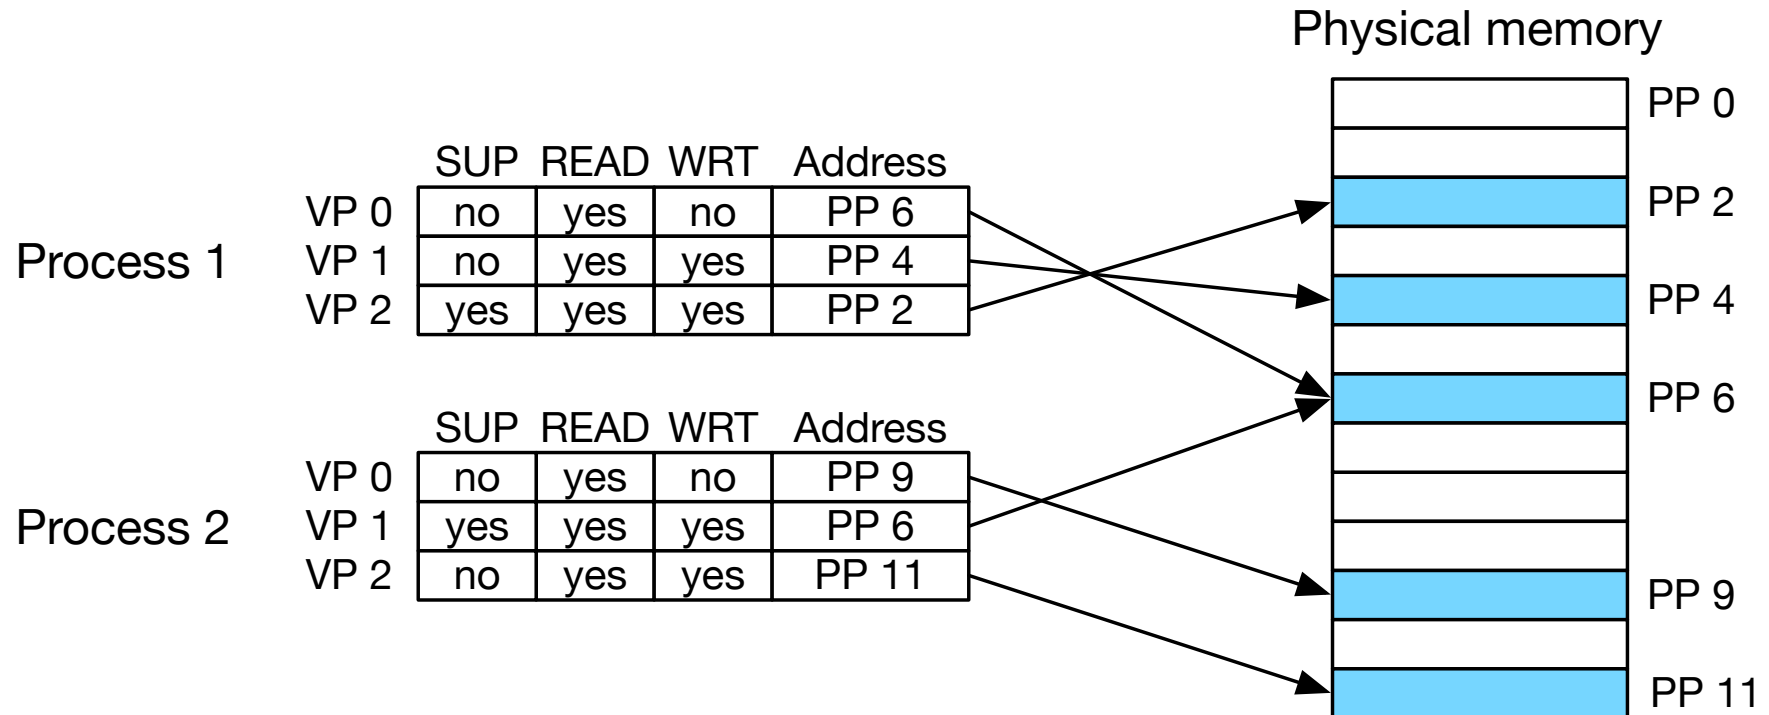 Physical memory
PP 0
SUP READ WRT Address
VP 0 no yes no PP 6
PP 2
Process 1 VP 1 no yes yes PP 4
VP 2 yes yes yes PP 2
PP 4
PP 6
SUP READ WRT Address
VP 0 no yes no PP 9
Process 2 VP 1 yes yes yes PP 6
VP 2 no yes yes PP 11
PP 9
PP 11